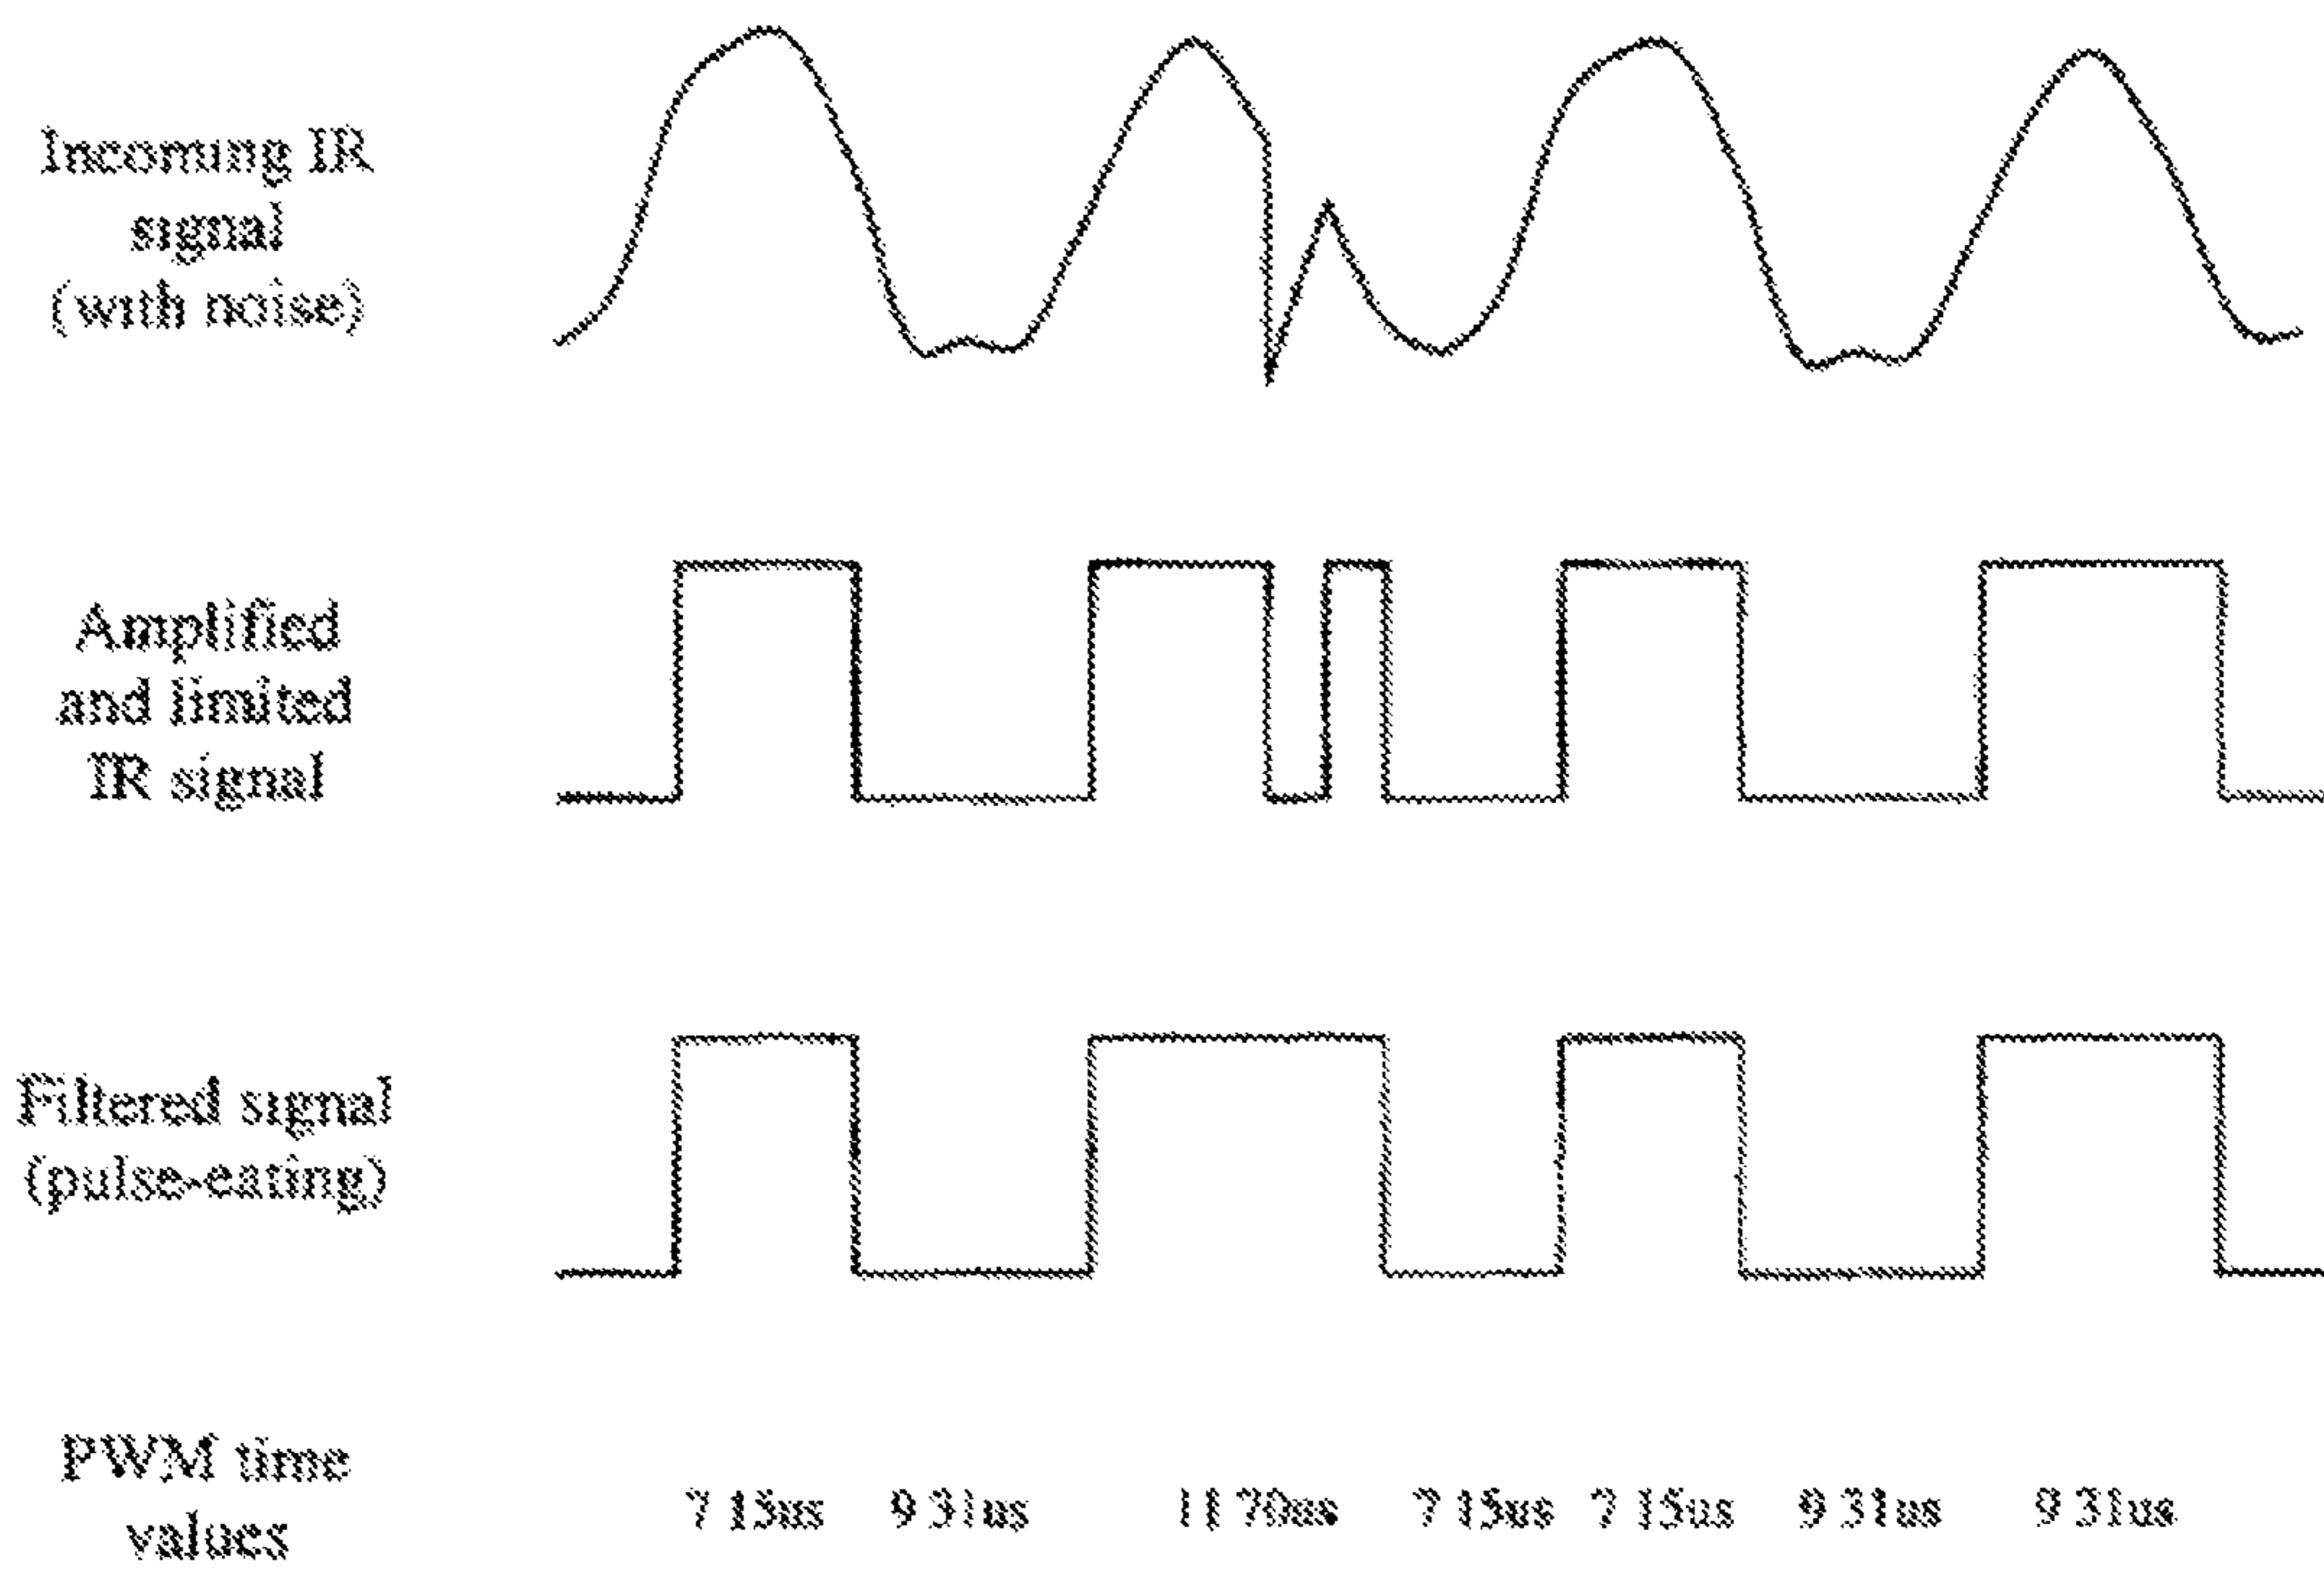 Incoming IR
signal
(with noise)
Amplified
and limited
IR signal
Filtered signal
(pulse-eating)
PWM time
values
7 15us 9 31us 11 70us 7 15us 7 15us 9 31us 9 31us